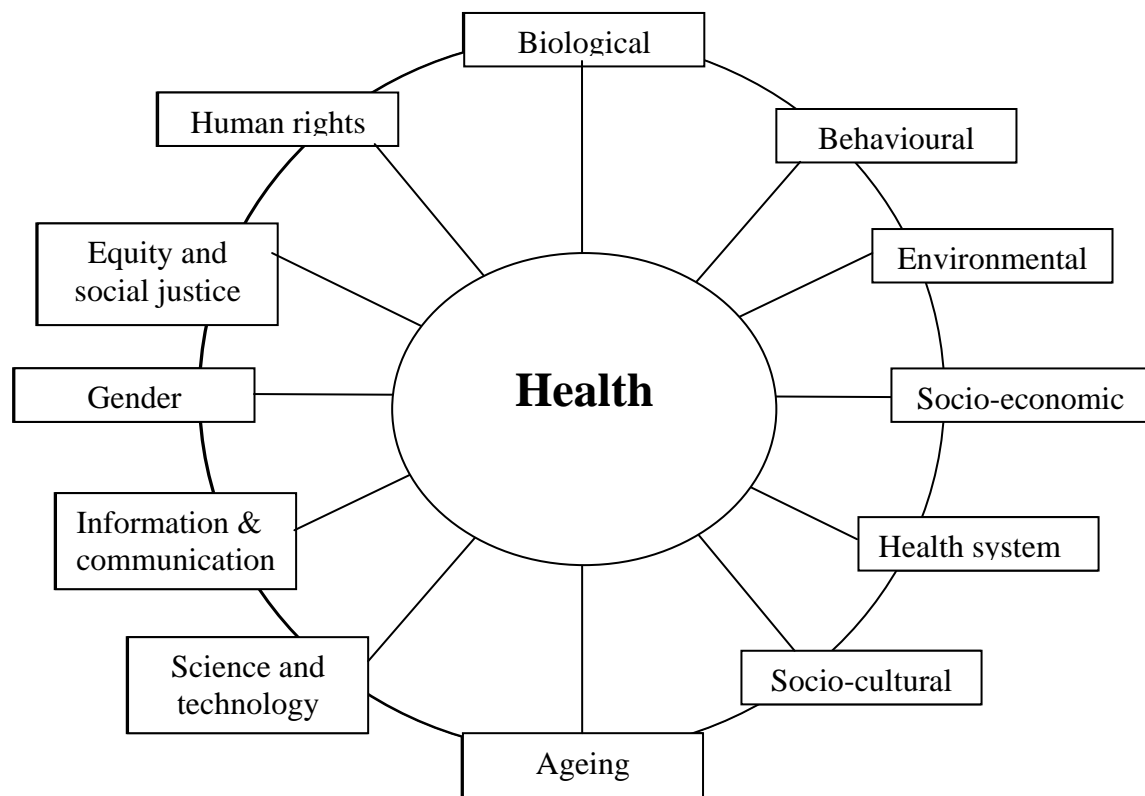 Biological
Human rights
Behavioural
Equity and
social justice
Environmental
Health
Gender
Socio-economic
Information &
communication
Health system
Science and
technology
Socio-cultural
Ageing